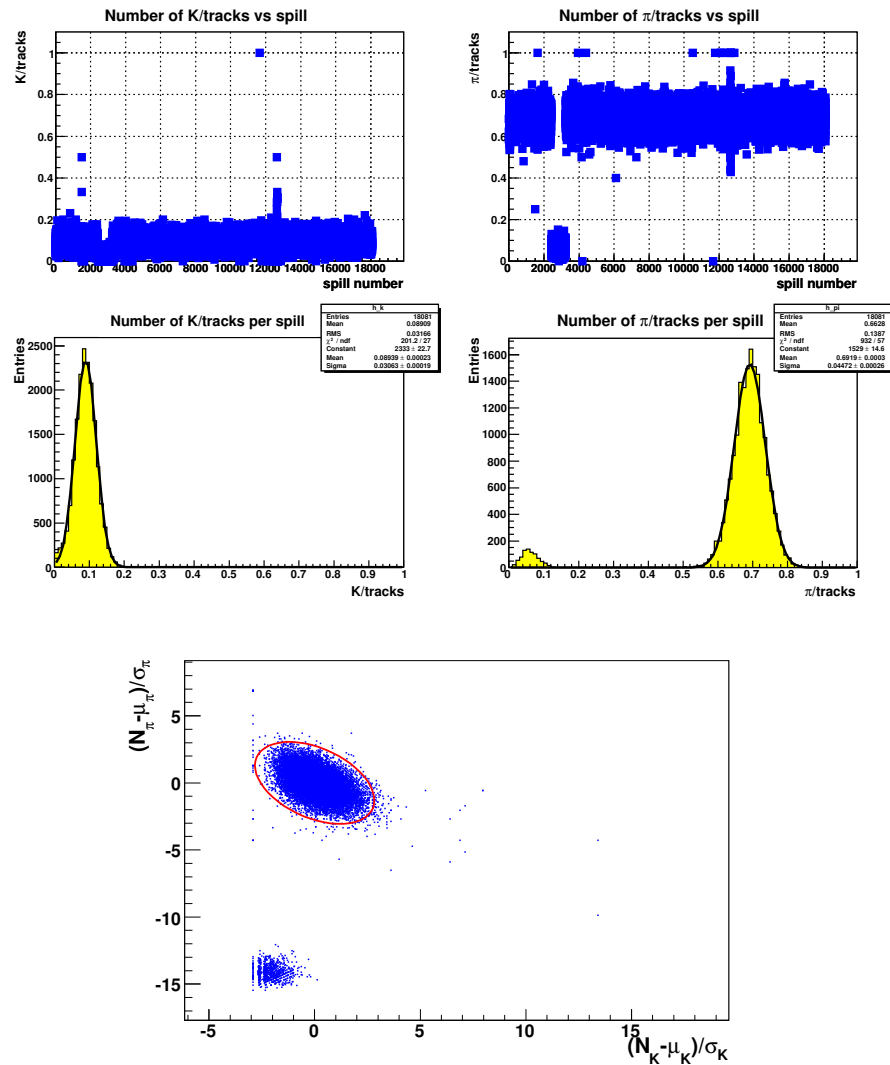 Number of K/tracks vs spill
K/tracks
1
0.8
0.6
0.4
0.2
0
0 2000 4000 6000 8000 10000 12000 14000 16000 18000
spill number
Number of π/tracks vs spill
π/tracks
1
0.8
0.6
0.4
0.2
0
0 2000 4000 6000 8000 10000 12000 14000 16000 18000
spill number
Number of K/tracks per spill
h_k
Entries 18081
Mean 0.08909
RMS 0.03166
χ² / ndf 201.2 / 27
Constant 2333 ± 22.7
Mean 0.08939 ± 0.00023
Sigma 0.03063 ± 0.00019
Entries
2500
2000
1500
1000
500
0
0 0.1 0.2 0.3 0.4 0.5 0.6 0.7 0.8 0.9 1
K/tracks
Number of π/tracks per spill
h_pi
Entries 18081
Mean 0.6628
RMS 0.1387
χ² / ndf 932 / 57
Constant 1529 ± 14.6
Mean 0.6919 ± 0.0003
Sigma 0.04472 ± 0.00026
Entries
1600
1400
1200
1000
800
600
400
200
0
0 0.1 0.2 0.3 0.4 0.5 0.6 0.7 0.8 0.9 1
π/tracks
(N_π-μ_π)/σ_π
5
0
-5
-10
-15
-5 0 5 10 15
(N_K-μ_K)/σ_K